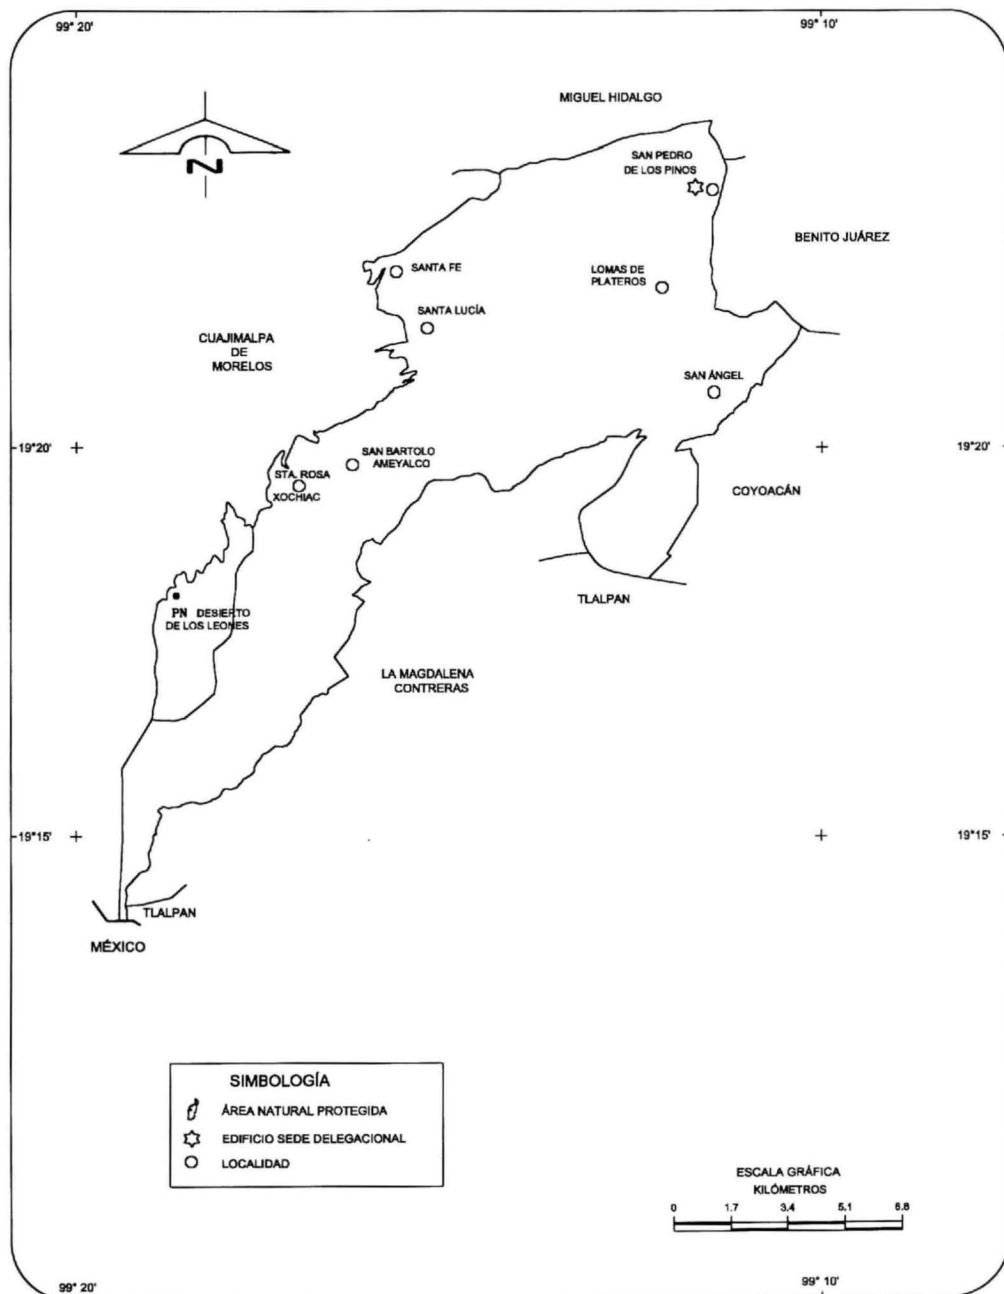 99° 20'
99° 10'
MIGUEL HIDALGO
N
SAN PEDRO
DE LOS PINOS
BENITO JUÁREZ
SANTA FE
LOMAS DE
PLATEROS
SANTA LUCÍA
CUAJIMALPA
DE
MORELOS
SAN ÁNGEL
19°20'
19° 20'
SAN BARTOLO
AMEYALCO
STA. ROSA
XOCHIAC
COYOACÁN
TLALPAN
PN DESIERTO
DE LOS LEONES
LA MAGDALENA
CONTRERAS
19°15'
19°15'
TLALPAN
MÉXICO
SIMBOLOGÍA
ÁREA NATURAL PROTEGIDA
EDIFICIO SEDE DELEGACIONAL
LOCALIDAD
ESCALA GRÁFICA
KILÓMETROS
0 1.7 3.4 5.1 6.8
99° 20'
99° 10'